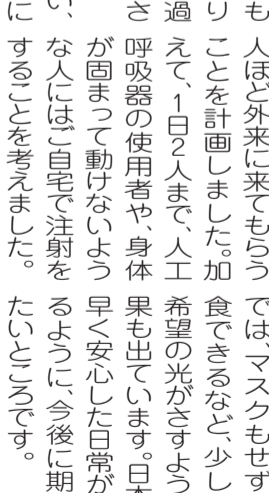 も
り
過
さ
い、
に
人ほど外来に来てもらう
ことを計画しました。加
えて、1日2人まで、人工
呼吸器の使用者や、身体
が固まって動けないよう
な人にはご自宅で注射を
することを考えました。
では、マスクもせず
食できるなど、少し
希望の光がさすよう
果も出ています。日本
早く安心した日常が
るように、今後に期
たいところです。